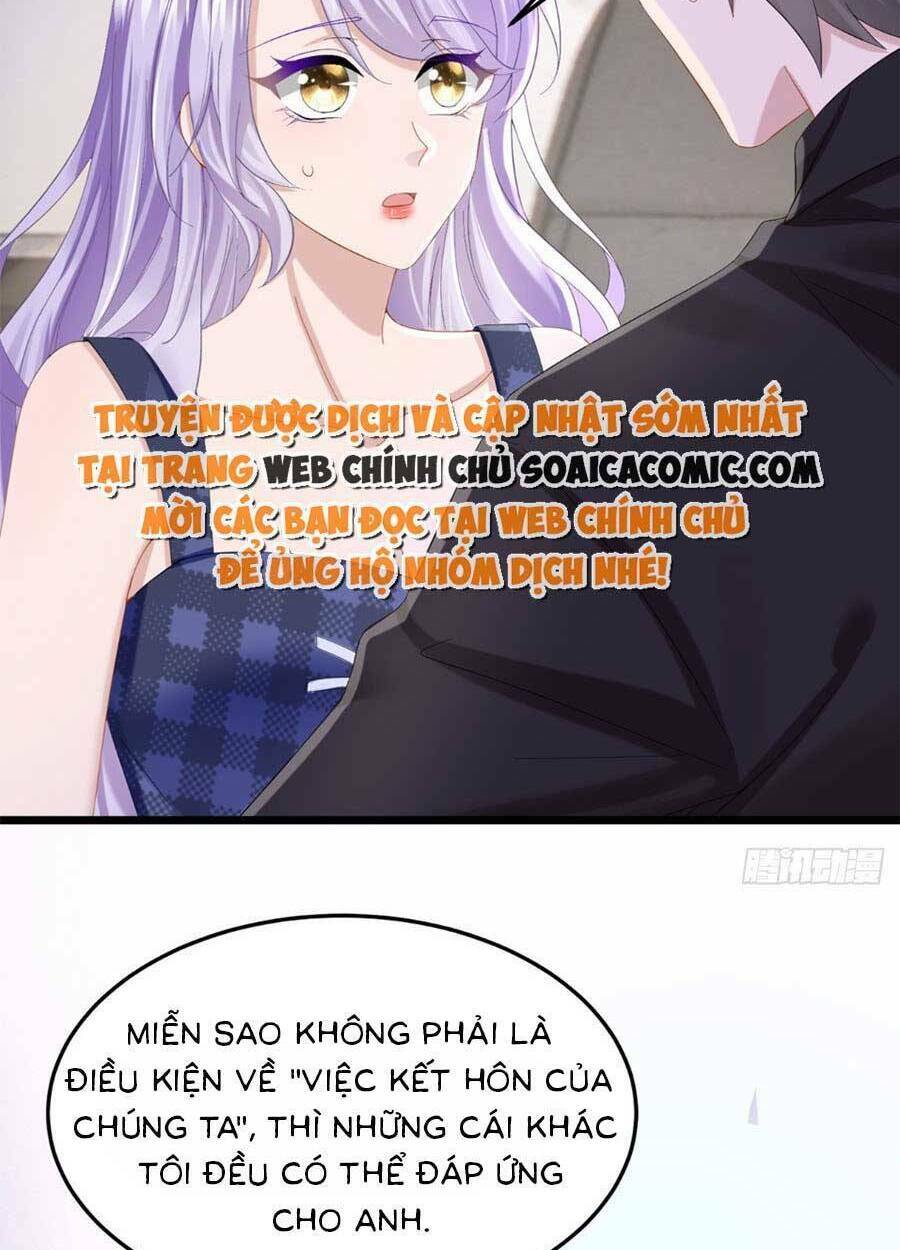 TRUYỆN ĐƯỢC DỊCH VÀ CẬP NHẬT SỚM NHẤT
TẠI TRANG WEB CHÍNH CHỦ SOAICACOMIC.COM
MỜI CÁC BẠN ĐỌC TẠI WEB CHÍNH CHỦ
ĐỂ ỦNG HỘ NHÓM DỊCH NHÉ!
腾讯动漫
MIỄN SAO KHÔNG PHẢI LÀ
ĐIỀU KIỆN VỀ "VIỆC KẾT HÔN CỦA
CHÚNG TA", THÌ NHỮNG CÁI KHÁC
TÔI ĐỀU CÓ THỂ ĐÁP ỨNG
CHO ANH.